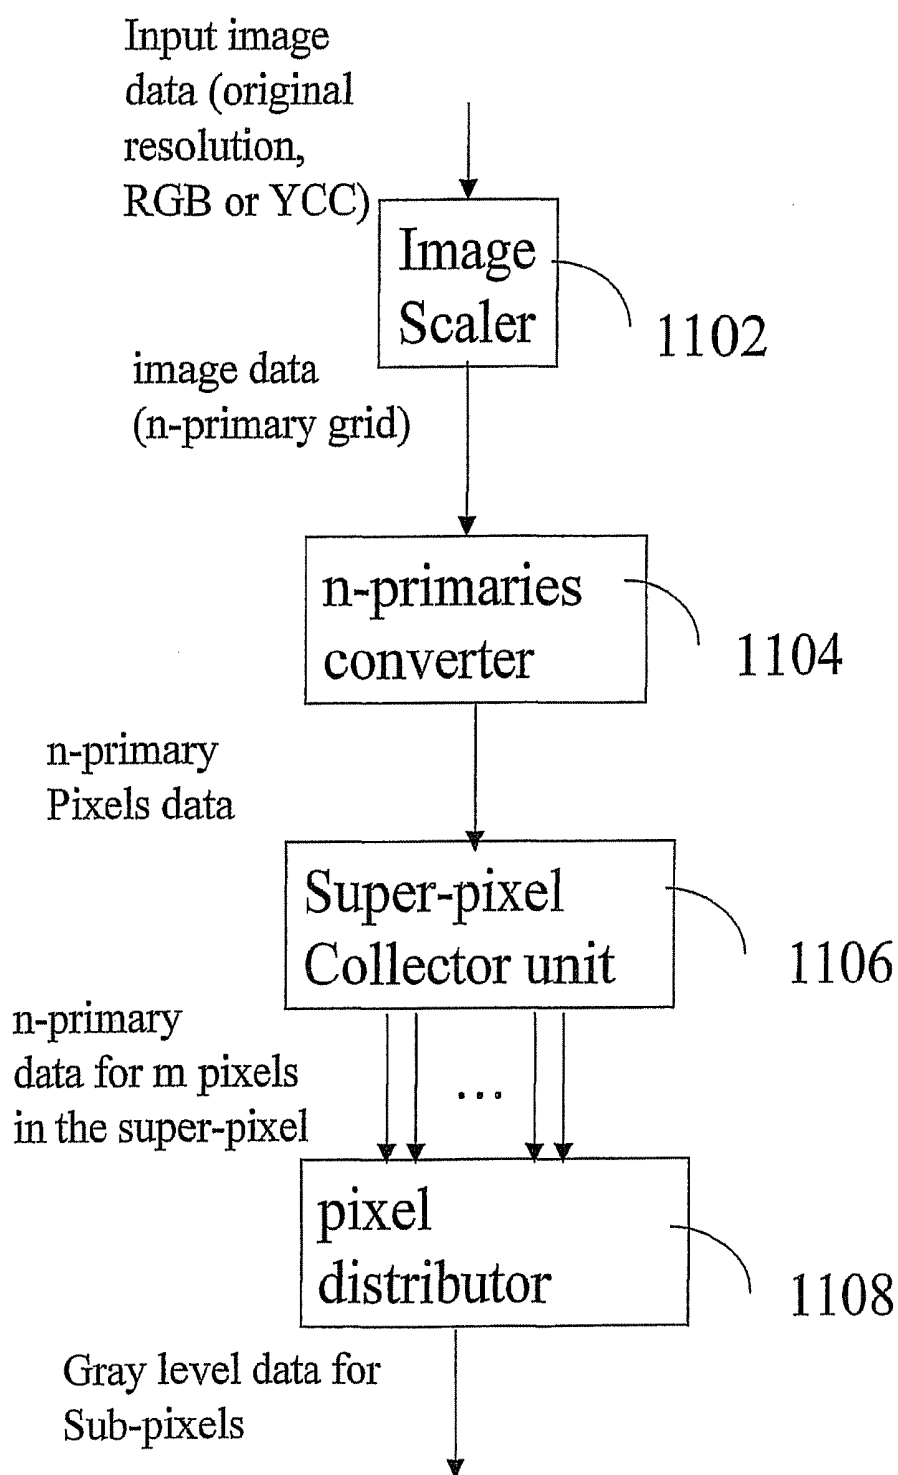 Input image
data (original
resolution,
RGB or YCC)
Image
Scaler
1102
image data
(n-primary grid)
n-primaries
converter
1104
n-primary
Pixels data
Super-pixel
Collector unit
1106
n-primary
data for m pixels
in the super-pixel
...
pixel
distributor
1108
Gray level data for
Sub-pixels